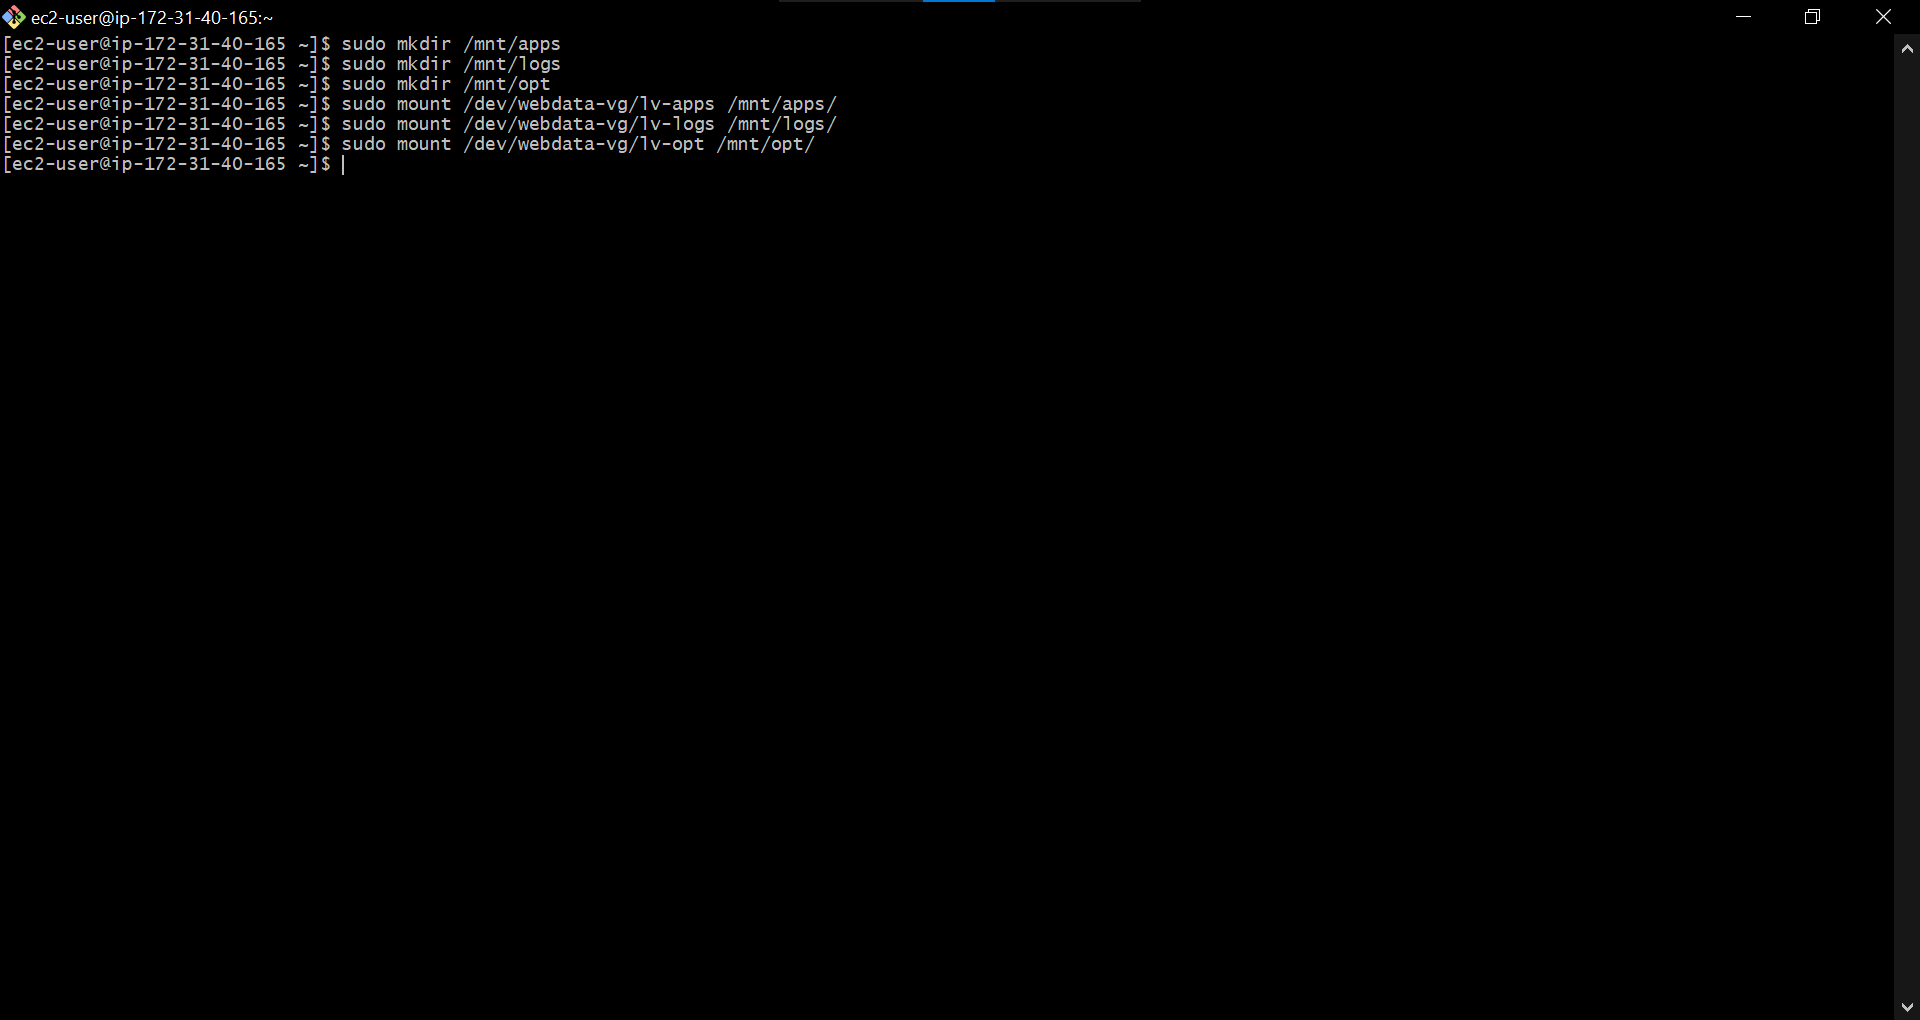 ec2-user@ip-172-31-40-165:~
[ec2-user@ip-172-31-40-165 ~]$ sudo mkdir /mnt/apps
[ec2-user@ip-172-31-40-165 ~]$ sudo mkdir /mnt/logs
[ec2-user@ip-172-31-40-165 ~]$ sudo mkdir /mnt/opt
[ec2-user@ip-172-31-40-165 ~]$ sudo mount /dev/webdata-vg/lv-apps /mnt/apps/
[ec2-user@ip-172-31-40-165 ~]$ sudo mount /dev/webdata-vg/lv-logs /mnt/logs/
[ec2-user@ip-172-31-40-165 ~]$ sudo mount /dev/webdata-vg/lv-opt /mnt/opt/
[ec2-user@ip-172-31-40-165 ~]$